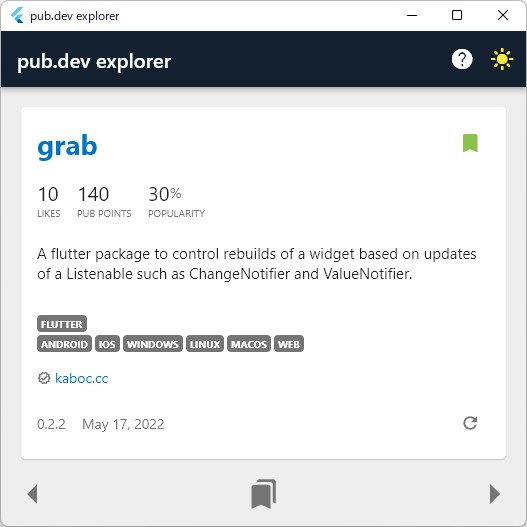 pub.dev explorer
pub.dev explorer
?
grab
10 140 30%
LIKES PUB POINTS POPULARITY
A flutter package to control rebuilds of a widget based on updates
of a Listenable such as ChangeNotifier and ValueNotifier.
FLUTTER
ANDROID IOS WINDOWS LINUX MACOS WEB
kaboc.cc
0.2.2 May 17, 2022